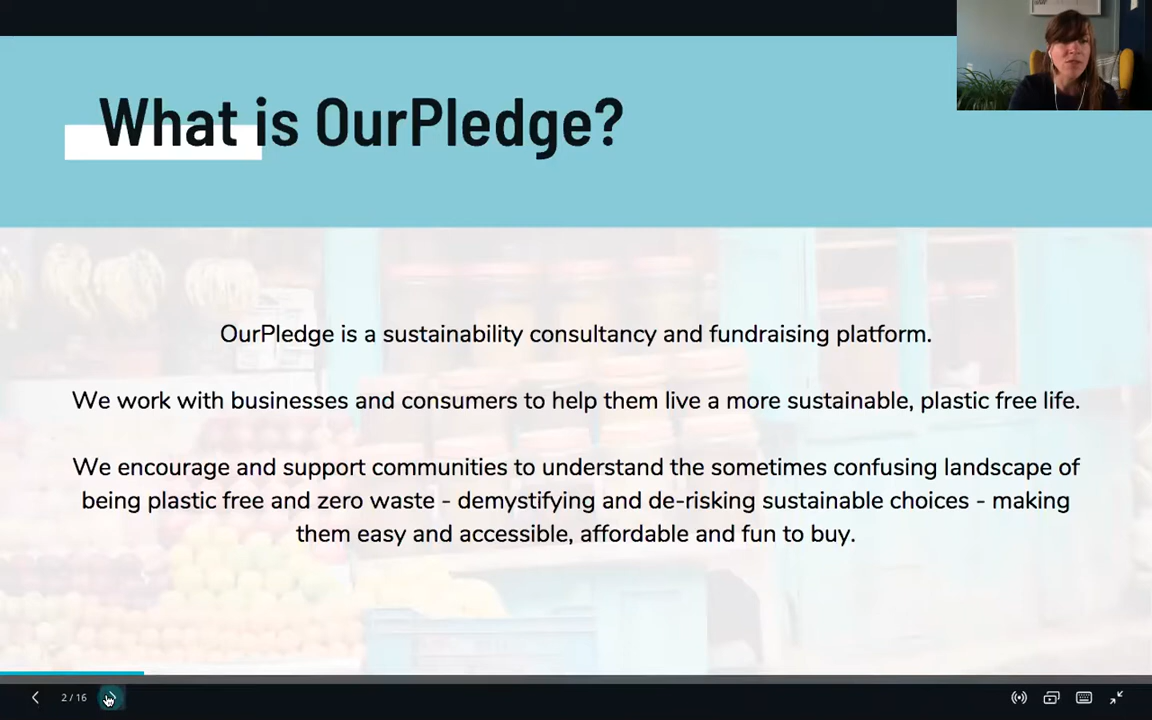 What is OurPledge?
OurPledge is a sustainability consultancy and fundraising platform.
We work with businesses and consumers to help them live a more sustainable, plastic free life.
We encourage and support communities to understand the sometimes confusing landscape of
being plastic free and zero waste - demystifying and de-risking sustainable choices - making
them easy and accessible, affordable and fun to buy.
2 / 16